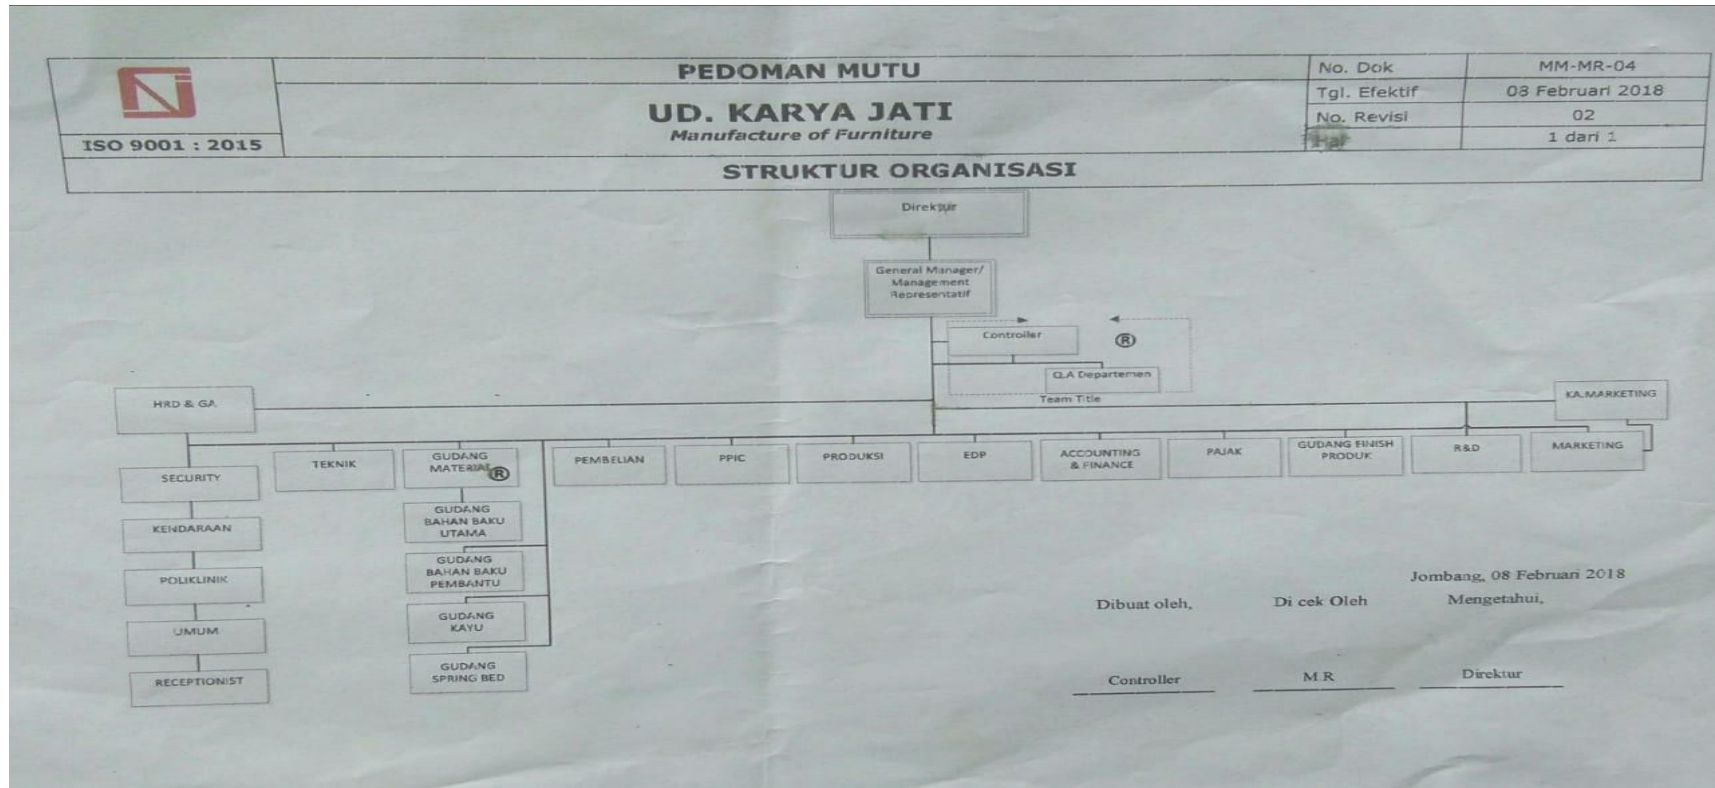 PEDOMAN MUTU
No. Dok
MM-MR-04
UD. KARYA JATI
Tgl. Efektif
08 Februari 2018
Manufacture of Furniture
No. Revisi
02
ISO 9001 : 2015
Hal
1 dari 1
STRUKTUR ORGANISASI
Direktur
General Manager/
Management
Representatif
Controller
®
Q.A Departemen
Team Title
HRD & GA
KA.MARKETING
SECURITY
KENDARAAN
POLIKLINIK
UMUM
RECEPTIONIST
TEKNIK
GUDANG
MATERIAL
®
GUDANG
BAHAN BAKU
UTAMA
GUDANG
BAHAN BAKU
PEMBANTU
GUDANG
KAYU
GUDANG
SPRING BED
PEMBELIAN
PPIC
PRODUKSI
EDP
ACCOUNTING
& FINANCE
PAJAK
GUDANG FINISH
PRODUK
R&D
MARKETING
Jombang, 08 Februari 2018
Dibuat oleh,
Di cek Oleh
Mengetahui,
Controller
M.R
Direktur